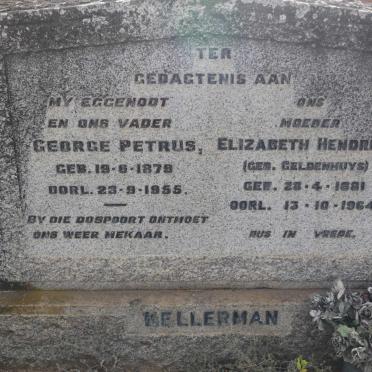 TER
GEDAGTENIS AAN
MY EGGENOOT
EN ONS VADER
GEORGE PETRUS,
GEB. 19-6-1879
OORL. 23-9-1955.
BY DIE DOSPOORT ONTMOET
ONS WEER MEKAAR.
ONS
MOEDER
ELIZABETH HENDRI
(GEB. GELDENHUYS)
GEB. 28-4-1881
OORL. 13-10-1964
RUS IN VREDE.
HELLERMAN